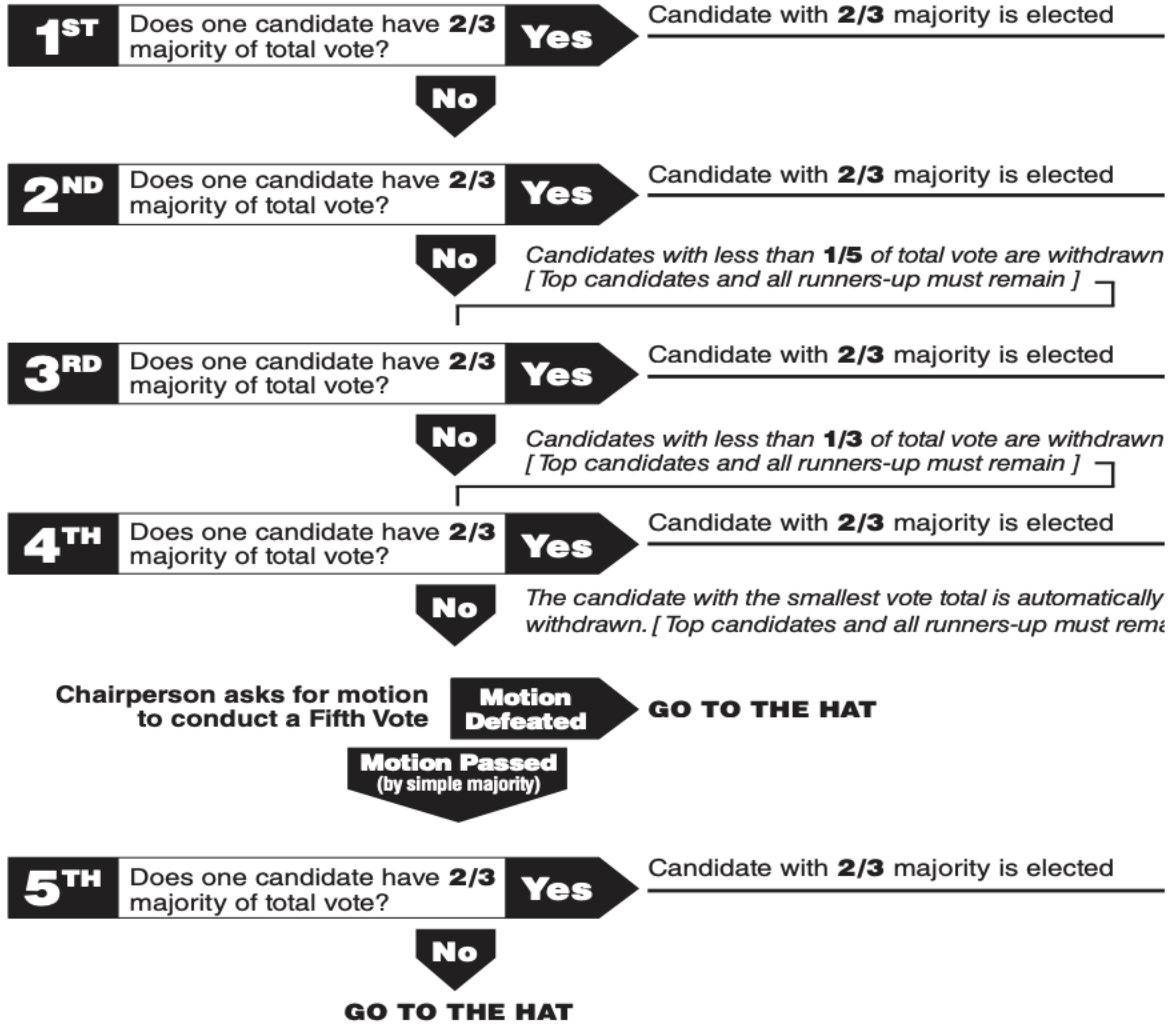 1ST Does one candidate have 2/3 majority of total vote? Yes Candidate with 2/3 majority is elected
No
2ND Does one candidate have 2/3 majority of total vote? Yes Candidate with 2/3 majority is elected
No
Candidates with less than 1/5 of total vote are withdrawn
[ Top candidates and all runners-up must remain ]
3RD Does one candidate have 2/3 majority of total vote? Yes Candidate with 2/3 majority is elected
No
Candidates with less than 1/3 of total vote are withdrawn
[ Top candidates and all runners-up must remain ]
4TH Does one candidate have 2/3 majority of total vote? Yes Candidate with 2/3 majority is elected
No
The candidate with the smallest vote total is automatically
withdrawn. [ Top candidates and all runners-up must
Chairperson asks for motion
to conduct a Fifth Vote
Motion
Defeated
GO TO THE HAT
Motion Passed
(by simple majority)
5TH Does one candidate have 2/3 majority of total vote? Yes Candidate with 2/3 majority is elected
No
GO TO THE HAT